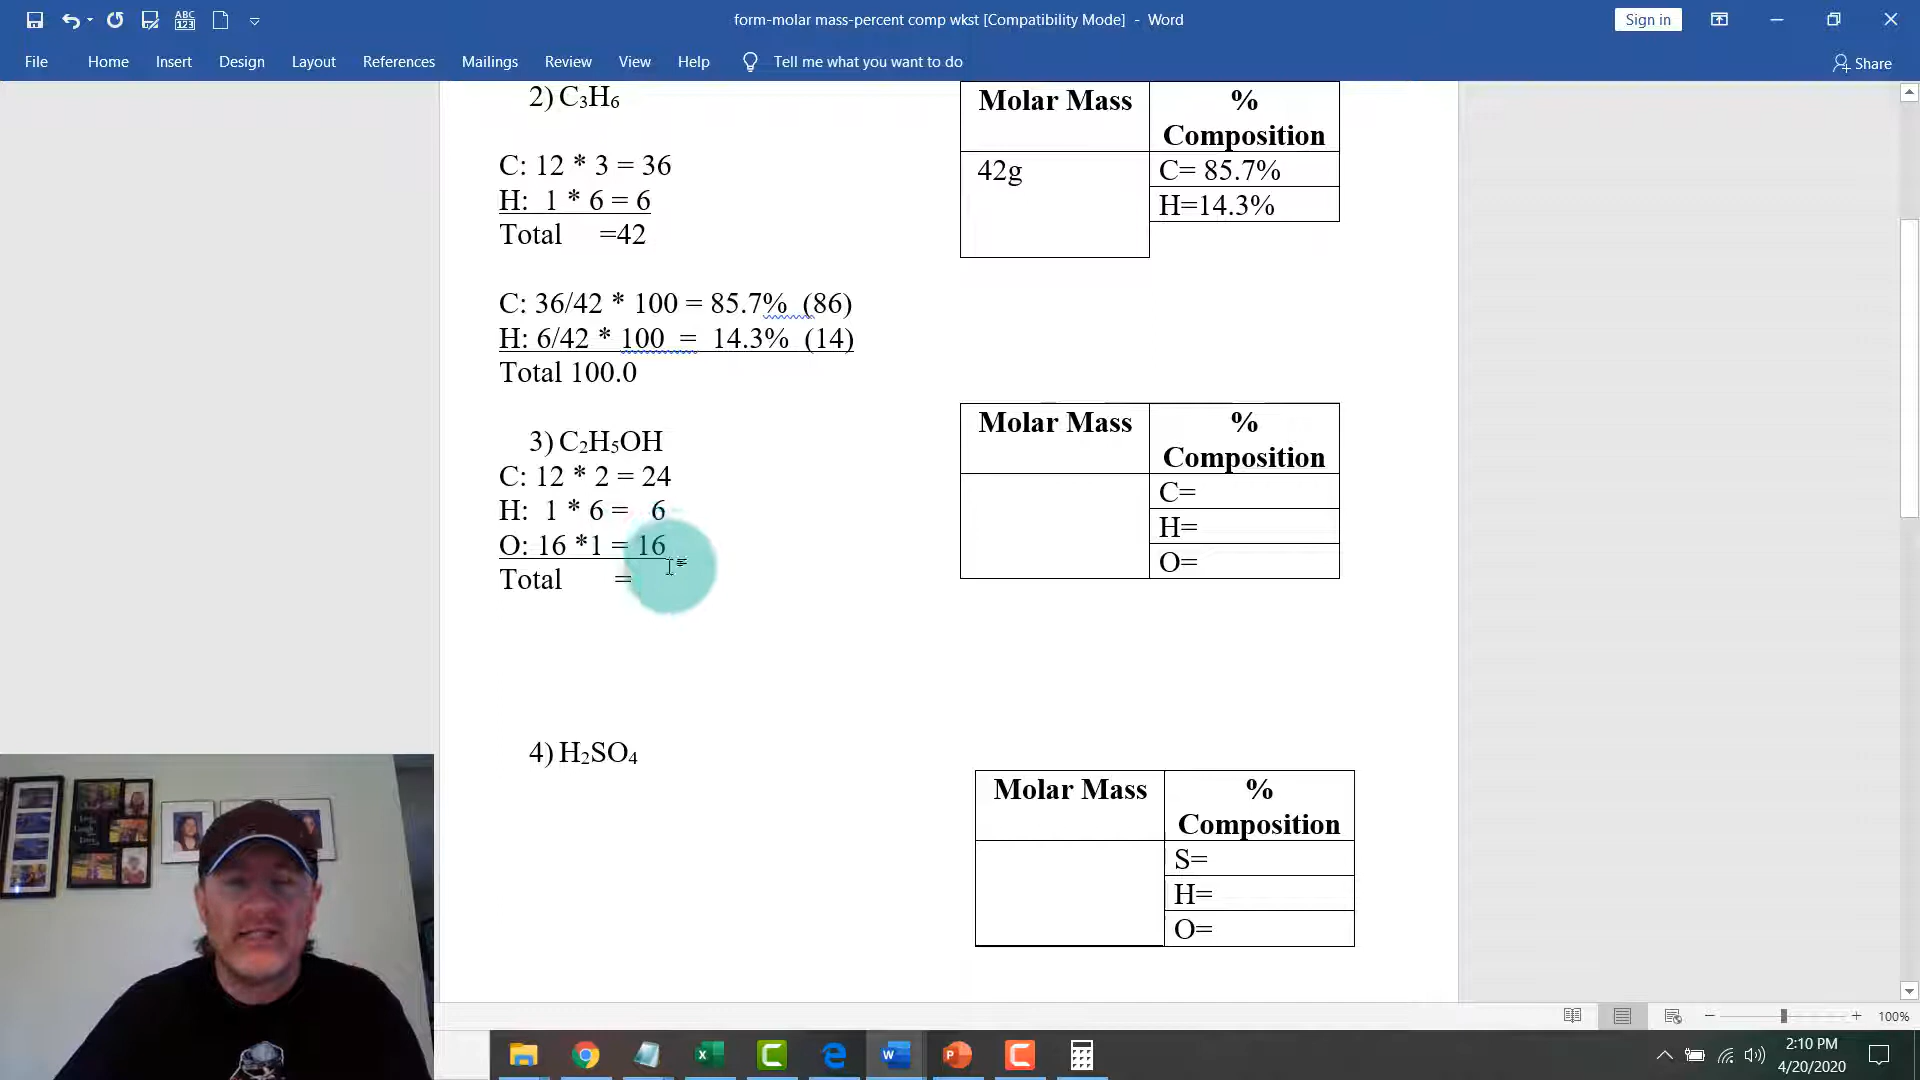 ABC
123
form-molar mass-percent comp wkst [Compatibility Mode] - Word
Sign in
File Home Insert Design Layout References Mailings Review View Help Tell me what you want to do Share
2) C₃H₆
C: 12 * 3 = 36
H: 1 * 6 = 6
Total =42
C: 36/42 * 100 = 85.7% (86)
H: 6/42 * 100 = 14.3% (14)
Total 100.0
Molar Mass
%
Composition
42g
C= 85.7%
H=14.3%
3) C₂H₅OH
C: 12 * 2 = 24
H: 1 * 6 = 6
O: 16 *1 = 16
Total =
Molar Mass
%
Composition
C=
H=
O=
4) H₂SO₄
Molar Mass
%
Composition
S=
H=
O=
100%
2:10 PM
4/20/2020